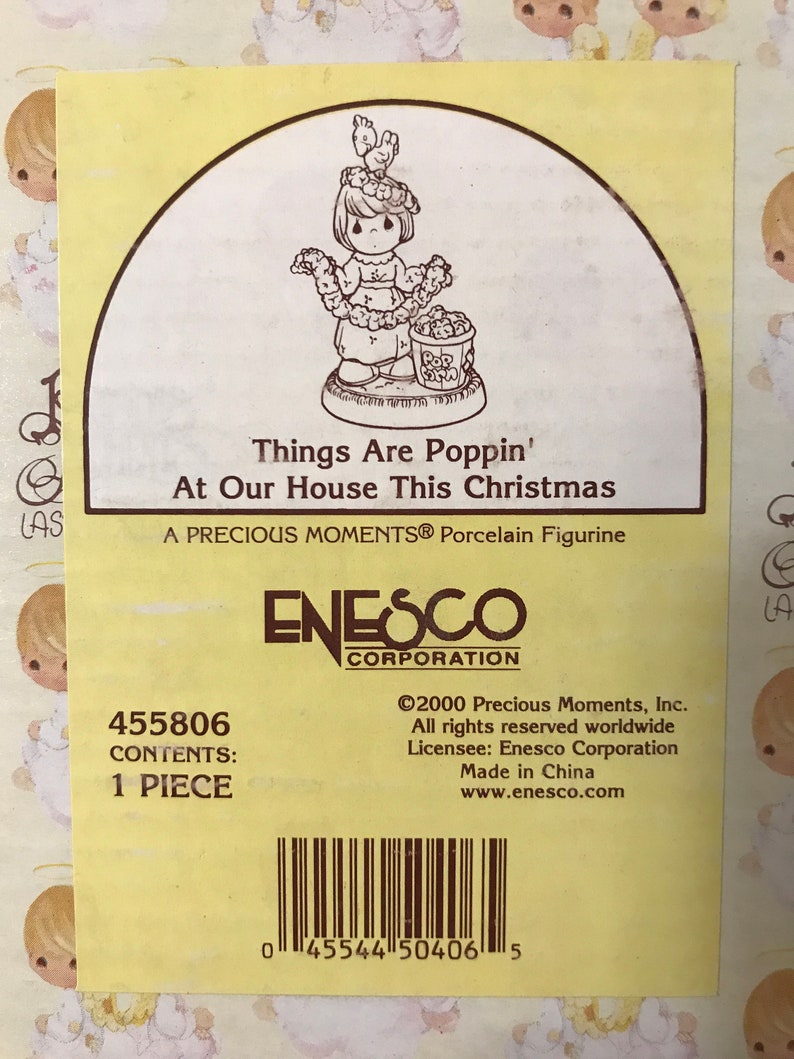 POP
CORN
Things Are Poppin'
At Our House This Christmas
A PRECIOUS MOMENTS® Porcelain Figurine
ENESCO
CORPORATION
455806
CONTENTS:
1 PIECE
©2000 Precious Moments, Inc.
All rights reserved worldwide
Licensee: Enesco Corporation
Made in China
www.enesco.com
0 45544 50406 5